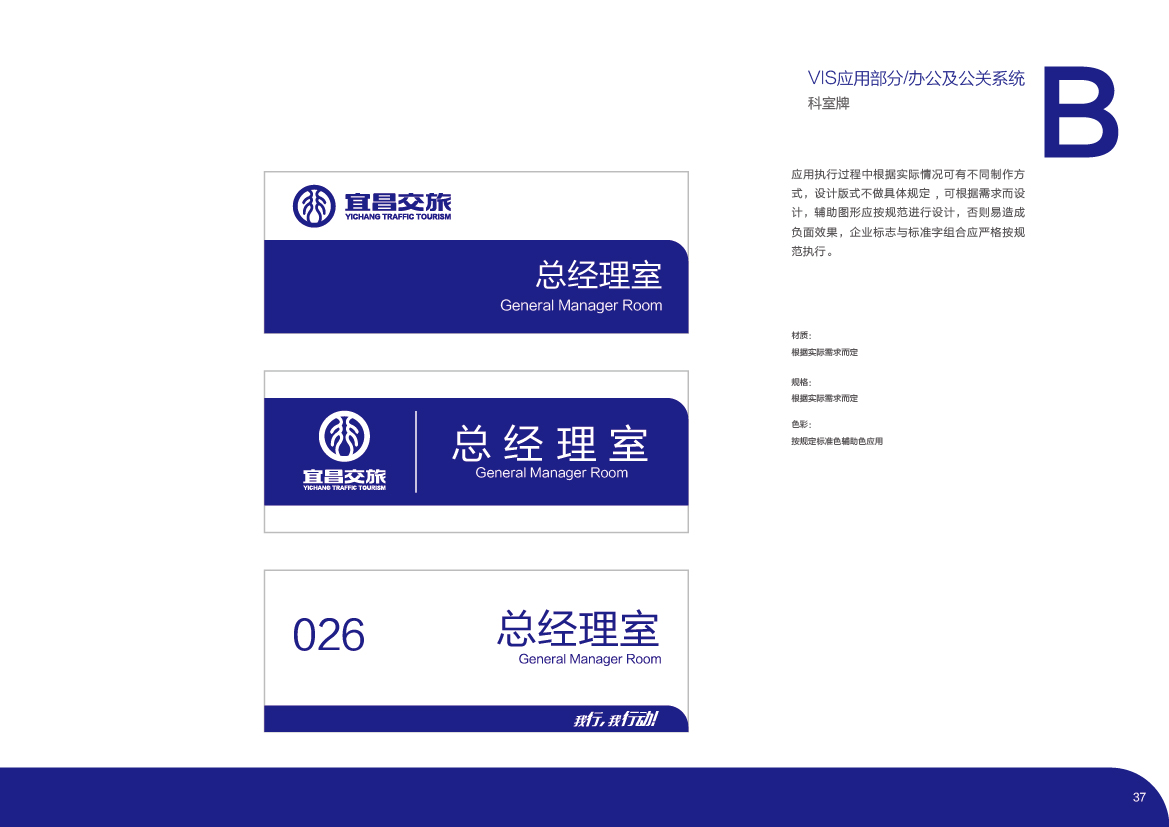 VIS应用部分/办公及公关系统
科室牌
B
应用执行过程中根据实际情况可有不同制作方
式，设计版式不做具体规定，可根据需求而设
计，辅助图形应按规范进行设计，否则易造成
负面效果，企业标志与标准字组合应严格按规
范执行。
材质：
根据实际需求而定
规格：
根据实际需求而定
色彩：
按规定标准色辅助色应用
宜昌交旅
YICHANG TRAFFIC TOURISM
总经理室
General Manager Room
宜昌交旅
YICHANG TRAFFIC TOURISM
总经理室
General Manager Room
026
总经理室
General Manager Room
我行，我行动！
37